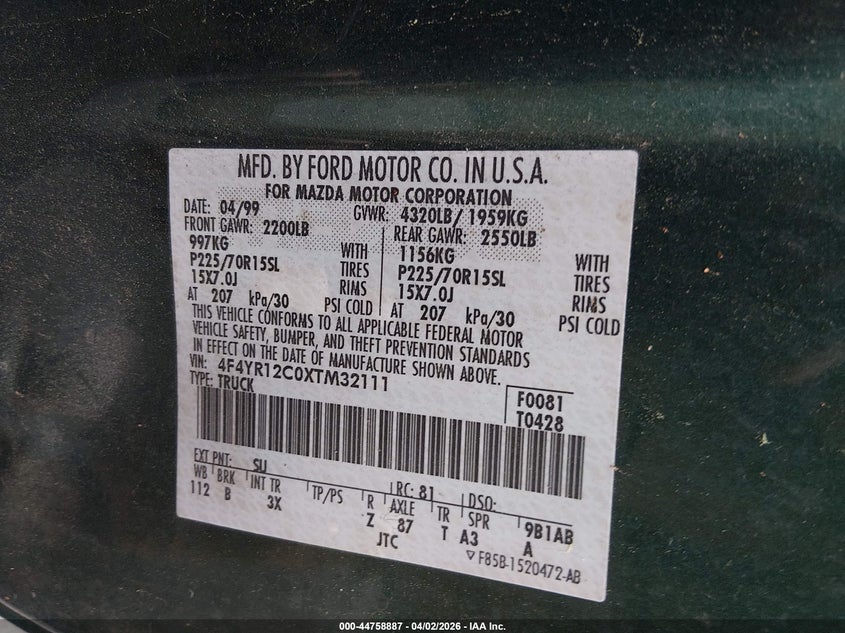 MFD. BY FORD MOTOR CO. IN U.S.A.
FOR MAZDA MOTOR CORPORATION
DATE: 04/99 GVWR: 4320LB/ 1959KG
FRONT GAWR: 2200LB REAR GAWR: 2550LB
997KG WITH 1156KG WITH
P225/70R15SL TIRES P225/70R15SL TIRES
15X7.0J RIMS 15X7.0J RIMS
AT 207 kPa/30 PSI COLD AT 207 kPa/30 PSI COLD
THIS VEHICLE CONFORMS TO ALL APPLICABLE FEDERAL MOTOR
VEHICLE SAFETY, BUMPER, AND THEFT PREVENTION STANDARDS
IN EFFECT ON THE DATE OF MANUFACTURE SHOWN ABOVE.
VIN: 4F4YR12C0XTM32111
TYPE: TRUCK
F0081
T0428
EXT PNT: SU RC: 81 DSO:
WB BRK INT TR TP/PS R AXLE TR SPR 9B1AB
112 B 3X Z 87 T A3 A
JTC
F85B-1520472-AB
000-44758887 - 04/02/2026 - IAA Inc.